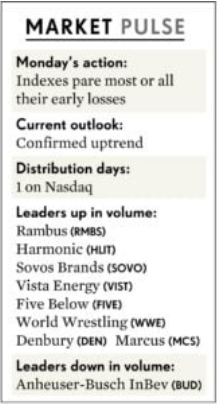 MARKET PULSE
Monday's action:
Indexes pare most or all
their early losses
Current outlook:
Confirmed uptrend
Distribution days:
1 on Nasdaq
Leaders up in volume:
Rambus (RMBS)
Harmonic (HLIT)
Sovos Brands (SOVO)
Vista Energy (VIST)
Five Below (FIVE)
World Wrestling (WWE)
Denbury (DEN) Marcus (MCS)
Leaders down in volume:
Anheuser-Busch InBev (BUD)